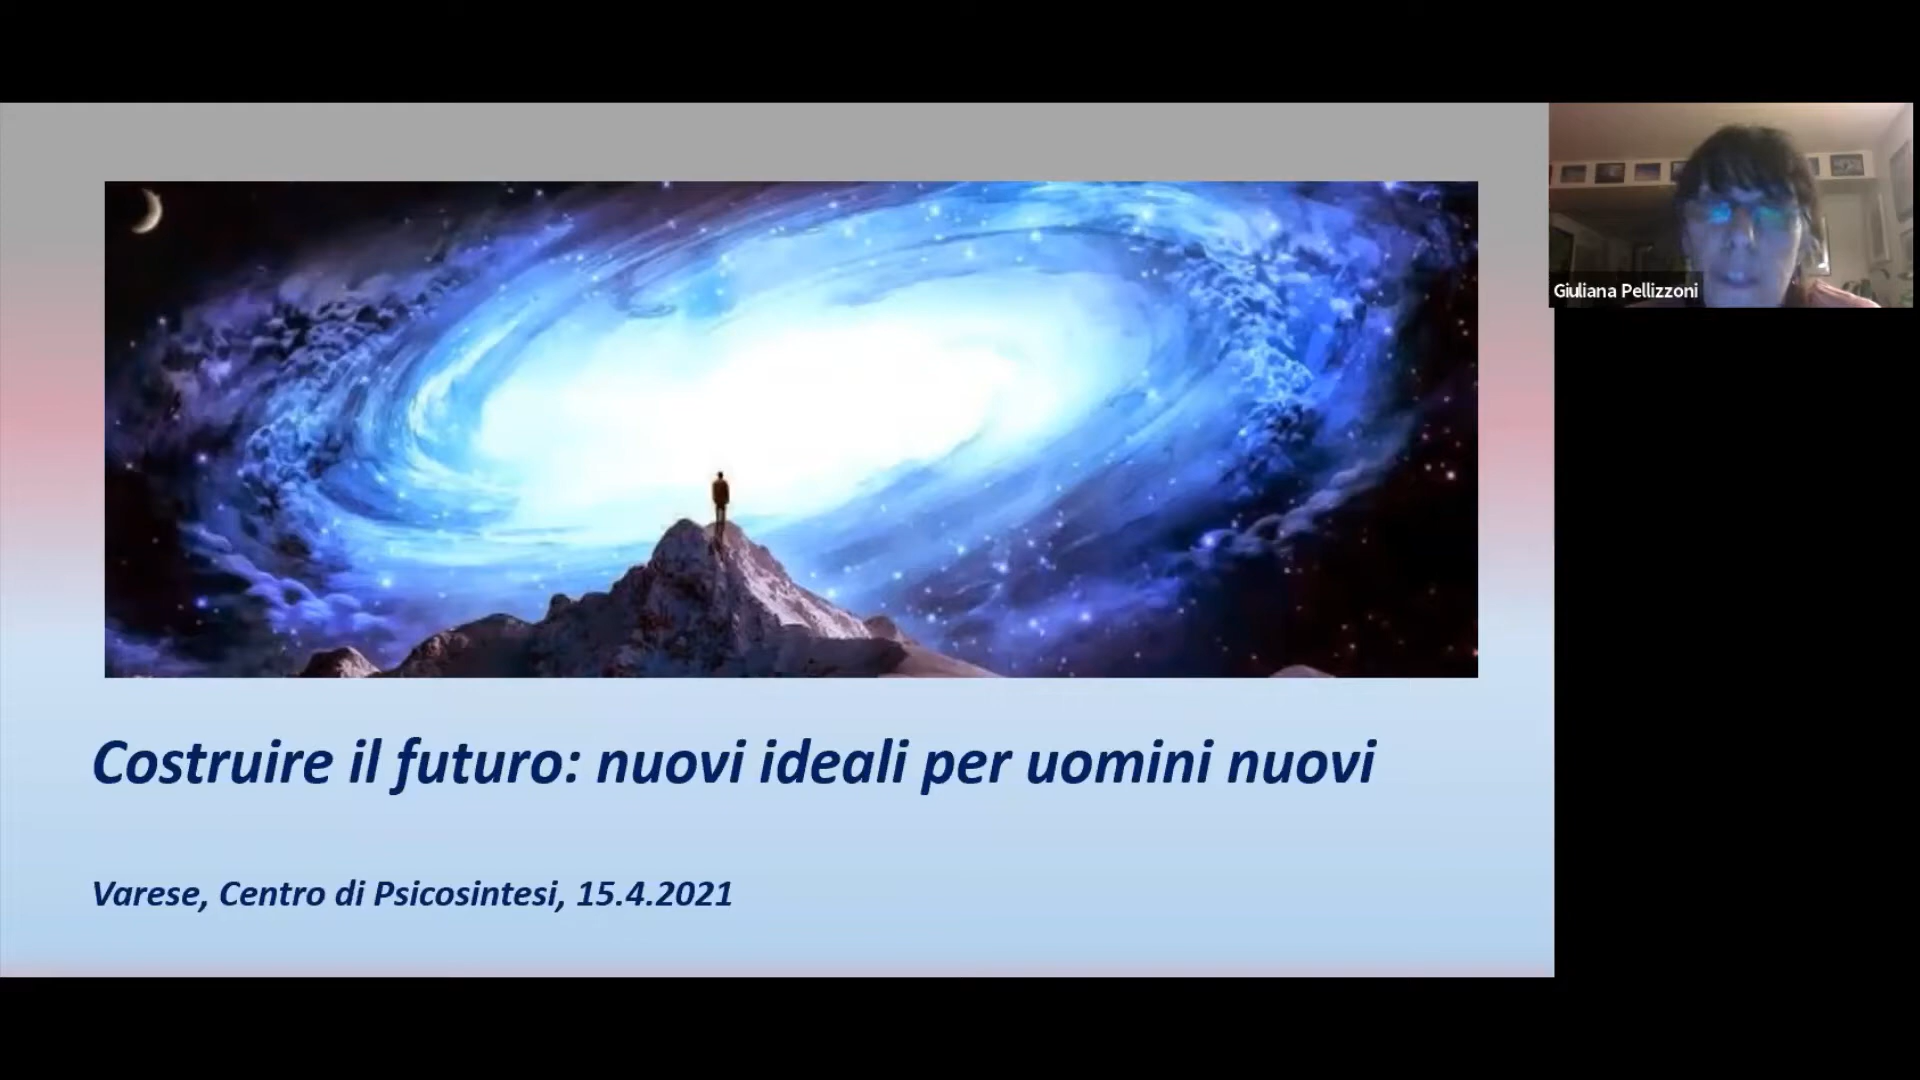 Giuliana Pellizzoni
Costruire il futuro: nuovi ideali per uomini nuovi
Varese, Centro di Psicosintesi, 15.4.2021